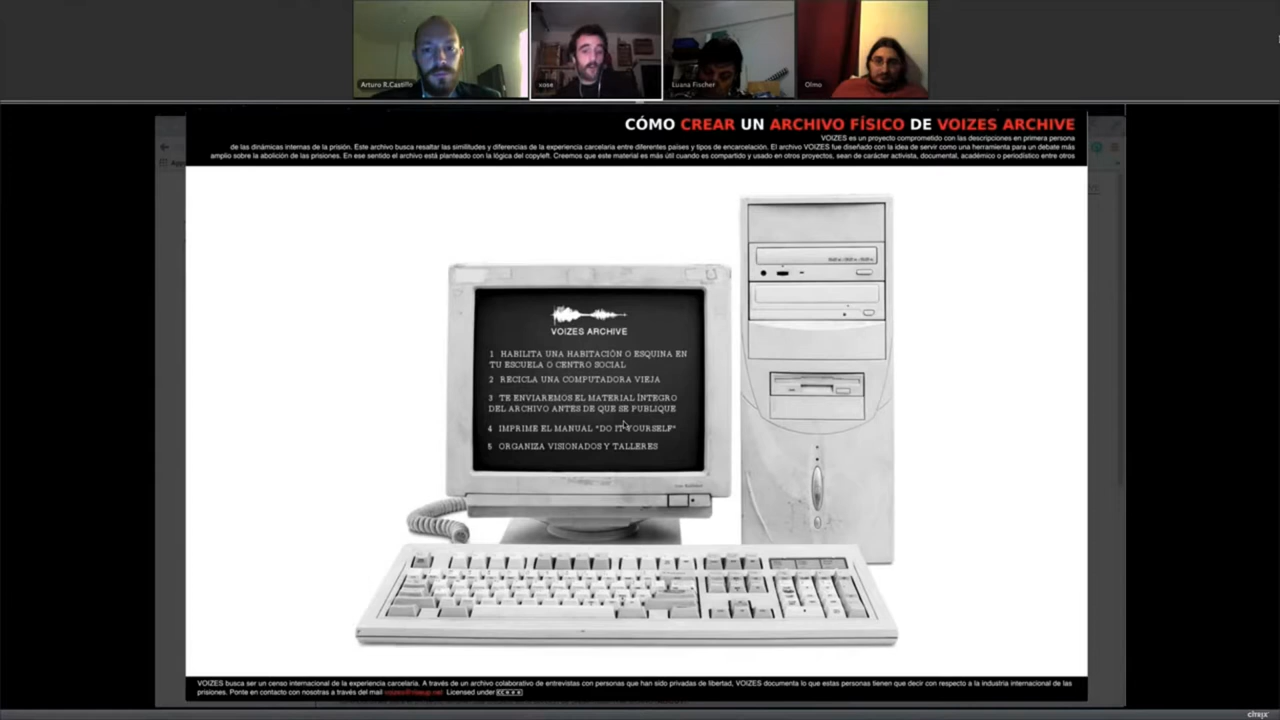 Arturo R.Castillo
xose
Luana Fischer
Olmo
CÓMO CREAR UN ARCHIVO FÍSICO DE VOIZES ARCHIVE
VOIZES es un proyecto comprometido con las descripciones en primera persona
de las dinámicas internas de la prisión. Este archivo busca resaltar las similitudes y diferencias de la experiencia carcelaria entre diferentes países y tipos de encarcelación. El archivo VOIZES fue diseñado con la idea de servir como una herramienta para un debate más
amplio sobre la abolición de las prisiones. En ese sentido el archivo está planteado con la lógica del copyleft. Creemos que este material es más útil cuando es compartido y usado en otros proyectos, sean de carácter activista, documental, académico o periodístico entre otros
VOIZES ARCHIVE
1 HABILITA UNA HABITACIÓN O ESQUINA EN
TU ESCUELA O CENTRO SOCIAL
2 RECICLA UNA COMPUTADORA VIEJA
3 TE ENVIAREMOS EL MATERIAL ÍNTEGRO
DEL ARCHIVO ANTES DE QUE SE PUBLIQUE
4 IMPRIME EL MANUAL "DO IT YOURSELF"
5 ORGANIZA VISIONADOS Y TALLERES
VOIZES busca ser un censo internacional de la experiencia carcelaria. A través de un archivo colaborativo de entrevistas con personas que han sido privadas de libertad, VOIZES documenta lo que estas personas tienen que decir con respecto a la industria internacional de las
prisiones. Ponte en contacto con nosotras a través del mail voizes@riseup.net Licensed under
CITRIX